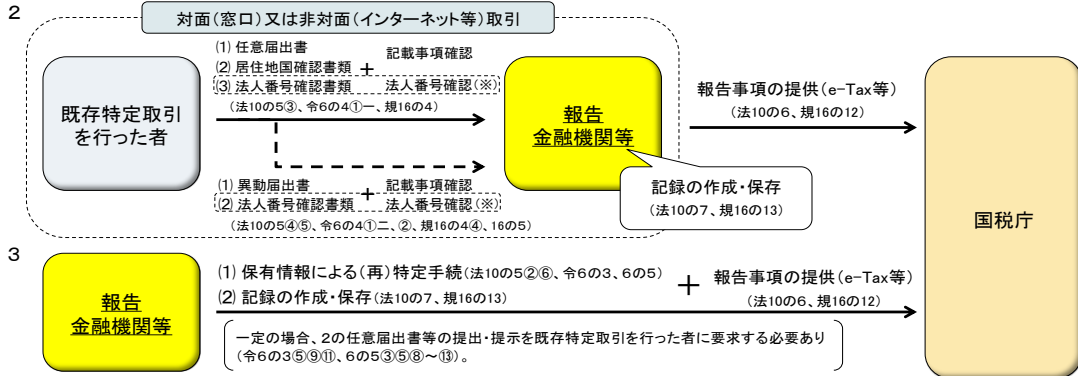 2
対面(窓口)又は非対面(インターネット等)取引
既存特定取引
を行った者
(1) 任意届出書
(2) 居住地国確認書類
(3) 法人番号確認書類
+
記載事項確認
法人番号確認(※)
(法10の5③、令6の4①一、規16の4)
(1) 異動届出書
(2) 法人番号確認書類
+
記載事項確認
法人番号確認(※)
(法10の5④⑤、令6の4①二、②、規16の4④、16の5)
報告
金融機関等
記録の作成・保存
(法10の7、規16の13)
報告事項の提供(e-Tax等)
(法10の6、規16の12)
国税庁
3
報告
金融機関等
(1) 保有情報による(再)特定手続(法10の5②⑥、令6の3、6の5)
(2) 記録の作成・保存(法10の7、規16の13)
+
報告事項の提供(e-Tax等)
(法10の6、規16の12)
一定の場合、2の任意届出書等の提出・提示を既存特定取引を行った者に要求する必要あり
(令6の3⑤⑨⑪、6の5③⑤⑧~⑬)。